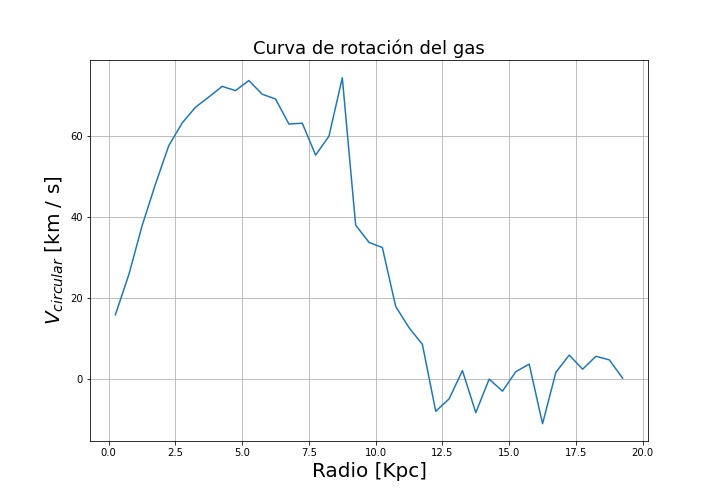 Curva de rotación del gas
V_circular [km / s]
60
40
20
0
0.0 2.5 5.0 7.5 10.0 12.5 15.0 17.5 20.0
Radio [Kpc]